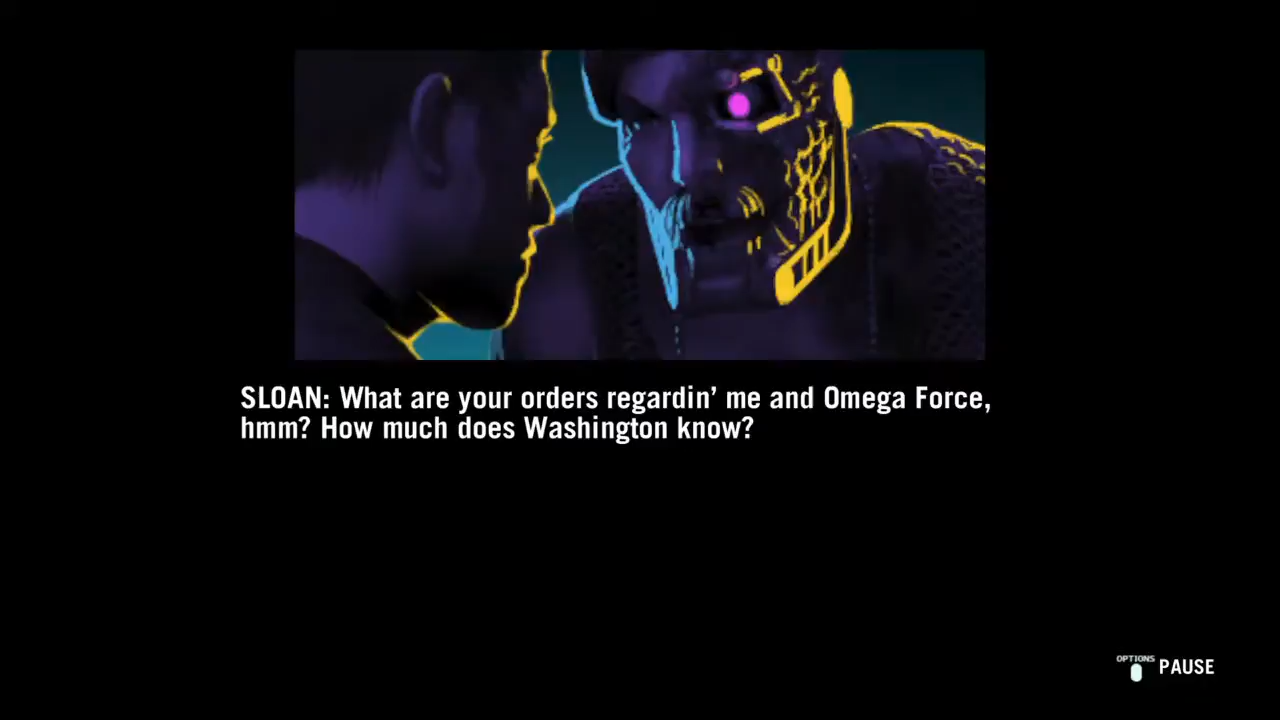 SLOAN: What are your orders regardin’ me and Omega Force,
hmm? How much does Washington know?
OPTIONS
PAUSE